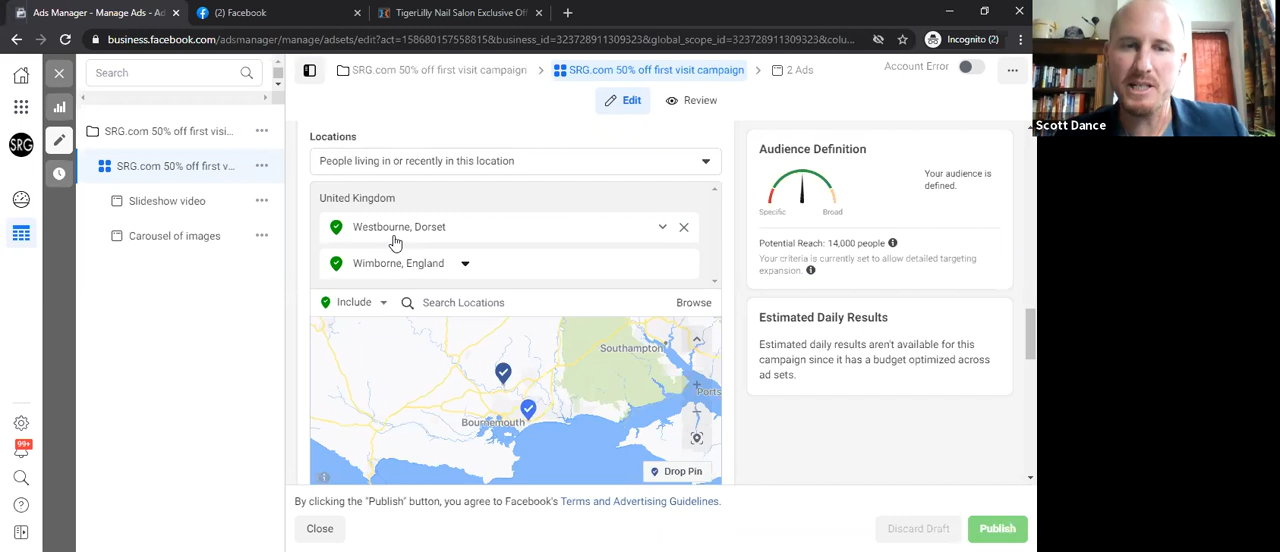 Ads Manager - Manage Ads - Ad
(2) Facebook
TigerLilly Nail Salon Exclusive Off
business.facebook.com/adsmanager/manage/adsets/edit?act=158680157558815&business_id=323728911309323&global_scope_id=323728911309323&colu...
Incognito (2)
Search
SRG.com 50% off first visit campaign
SRG.com 50% off first visit campaign
2 Ads
Account Error
Edit
Review
SRG
SRG.com 50% off first visi...
SRG.com 50% off first v...
Slideshow video
Carousel of images
99+
Locations
People living in or recently in this location
United Kingdom
Westbourne, Dorset
Wimborne, England
Include
Search Locations
Browse
Southampton
Ports
Bournemouth
Drop Pin
Audience Definition
Specific
Broad
Your audience is
defined.
Potential Reach: 14,000 people
Your criteria is currently set to allow detailed targeting
expansion.
Estimated Daily Results
Estimated daily results aren't available for this
campaign since it has a budget optimized across
ad sets.
By clicking the "Publish" button, you agree to Facebook's Terms and Advertising Guidelines.
Close
Discard Draft
Publish
Scott Dance